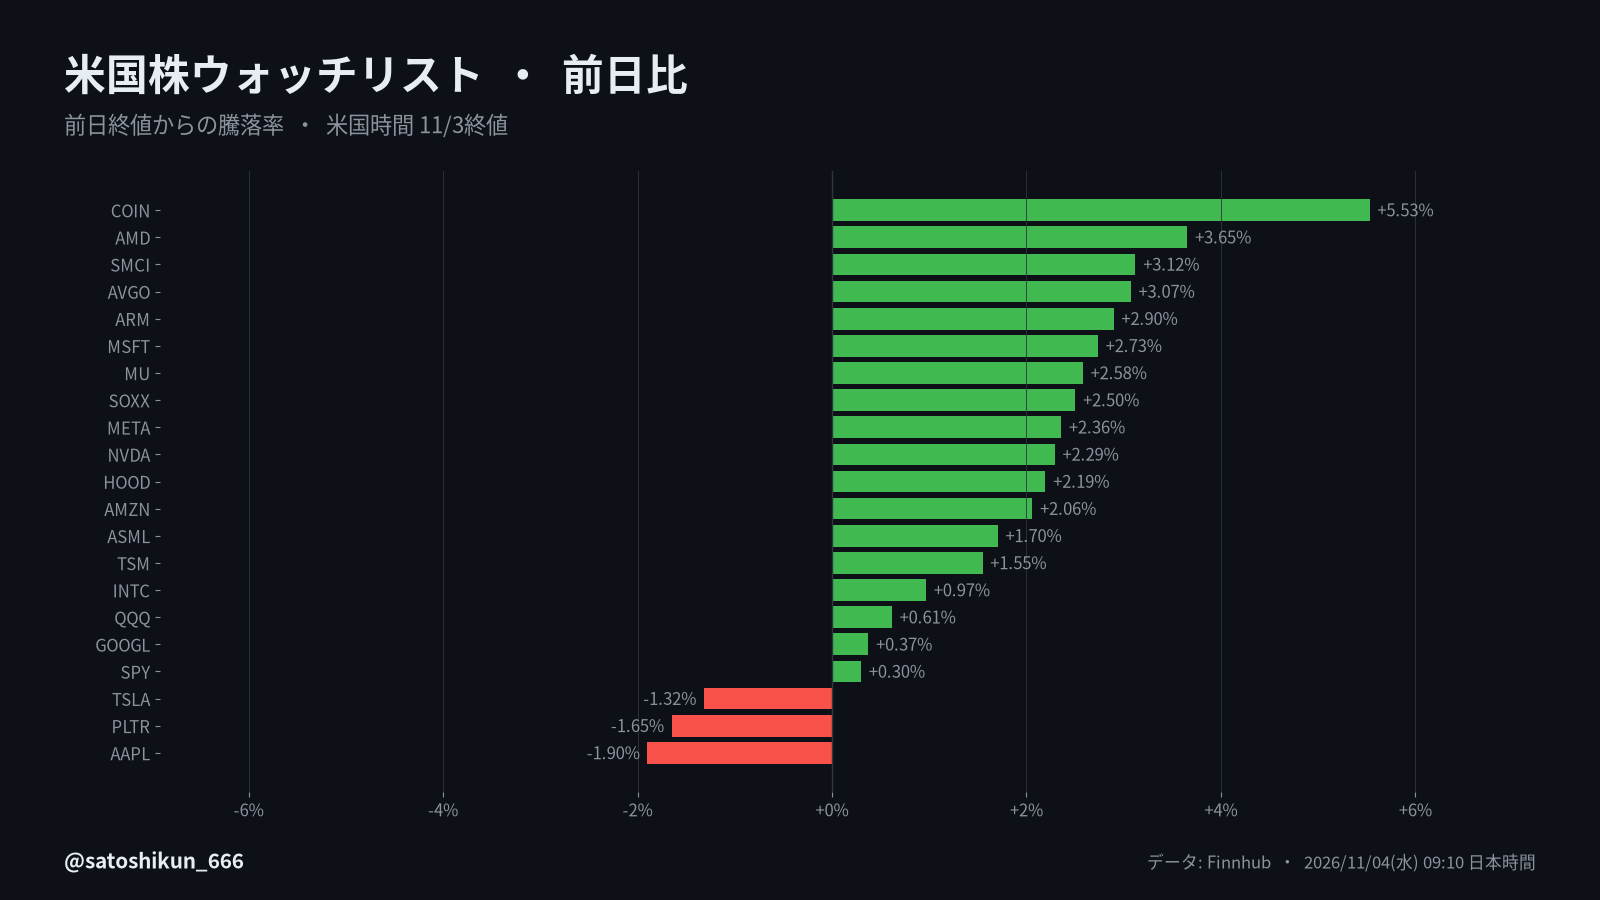 米国株ウォッチリスト ・ 前日比
前日終値からの騰落率 ・ 米国時間 11/3終値
COIN +5.53%
AMD +3.65%
SMCI +3.12%
AVGO +3.07%
ARM +2.90%
MSFT +2.73%
MU +2.58%
SOXX +2.50%
META +2.36%
NVDA +2.29%
HOOD +2.19%
AMZN +2.06%
ASML +1.70%
TSM +1.55%
INTC +0.97%
QQQ +0.61%
GOOGL +0.37%
SPY +0.30%
TSLA -1.32%
PLTR -1.65%
AAPL -1.90%
-6% -4% -2% +0% +2% +4% +6%
@satoshikun_666
データ: Finnhub ・ 2026/11/04(水) 09:10 日本時間